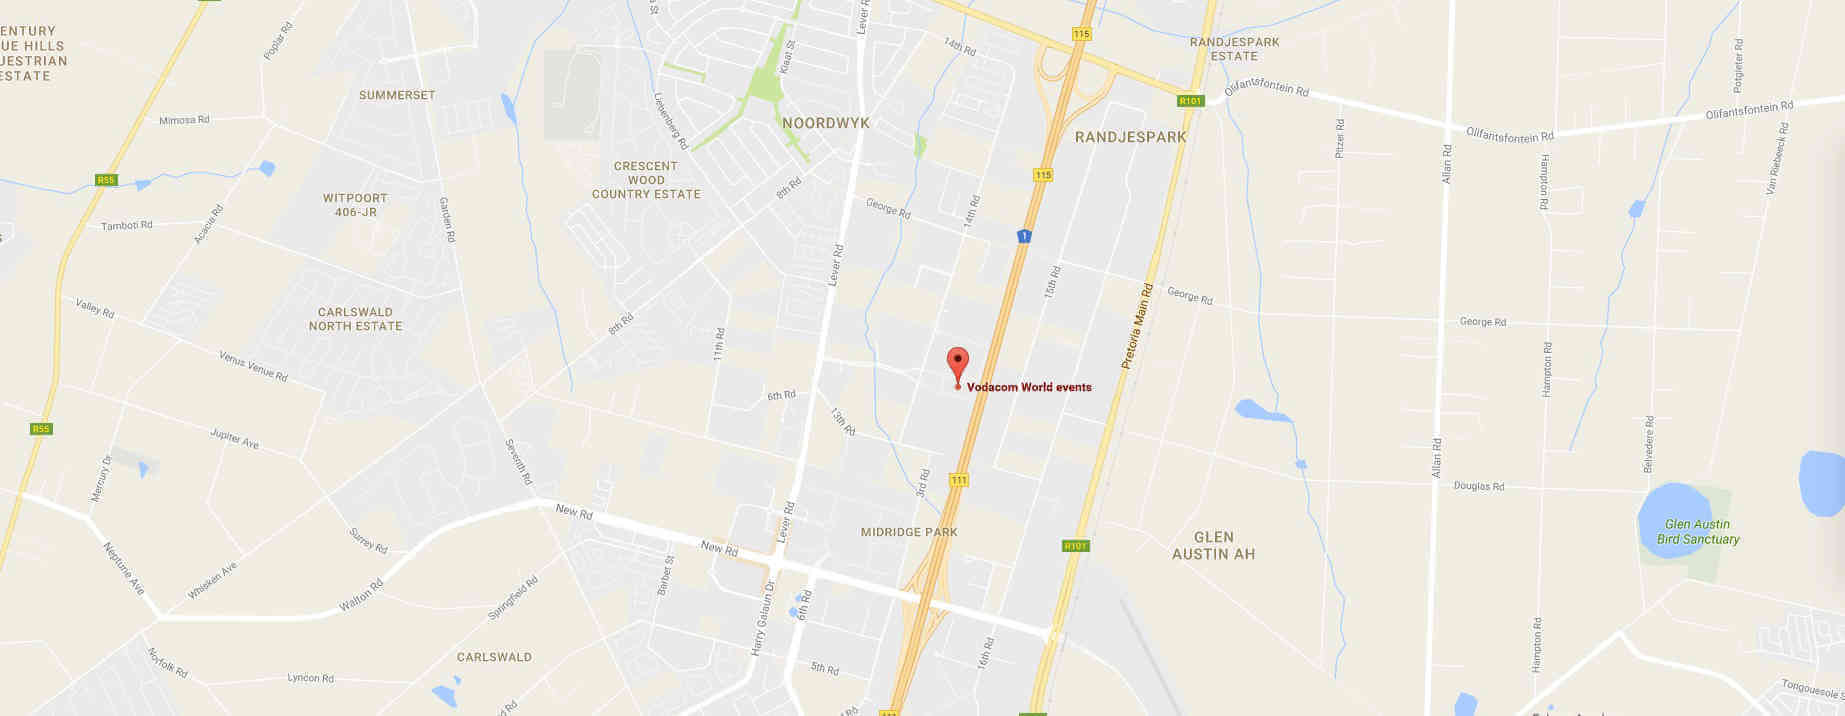 ENTURY
UE HILLS
UESTRIAN
ESTATE
Poplar Rd
SUMMERSET
Mimosa Rd
R55
WITPOORT
406-JR
Tamboti Rd
Acacia Rd
Garden Rd
CARLSWALD
NORTH ESTATE
Valley Rd
Venus Venue Rd
R55
Jupiter Ave
Mercury Dr
Seventh Rd
Neptune Ave
Surrey Rd
Whisken Ave
Walton Rd
Springfield Rd
Norfolk Rd
Lyncon Rd
CARLSWALD
Lever Rd
Klaat St
Liebenberg Rd
NOORDWYK
CRESCENT
WOOD
COUNTRY ESTATE
8th Rd
8th Rd
George Rd
14th Rd
14th Rd
Lever Rd
11th Rd
6th Rd
13th Rd
3rd Rd
15th Rd
115
115
1
111
Vodacom World events
MIDRIDGE PARK
New Rd
New Rd
Lever Rd
Barbet St
Harry Galaun Dr
6th Rd
5th Rd
16th Rd
RANDJESPARK
ESTATE
R101
RANDJESPARK
Pretoria Main Rd
George Rd
George Rd
R101
Olifantsfontein Rd
Olifantsfontein Rd
Olifantsfontein Rd
Pitzer Rd
Allan Rd
Allan Rd
Hampton Rd
Hampton Rd
Hampton Rd
Potgieter Rd
Van Riebeeck Rd
Belvedere Rd
Douglas Rd
GLEN
AUSTIN AH
Glen Austin
Bird Sanctuary